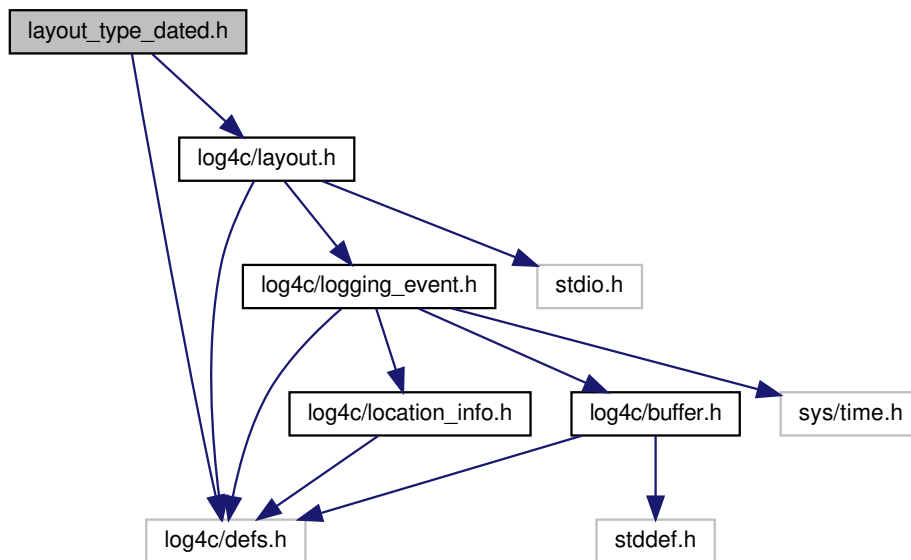 layout_type_dated.h
log4c/layout.h
log4c/logging_event.h
stdio.h
log4c/location_info.h
log4c/buffer.h
sys/time.h
log4c/defs.h
stddef.h